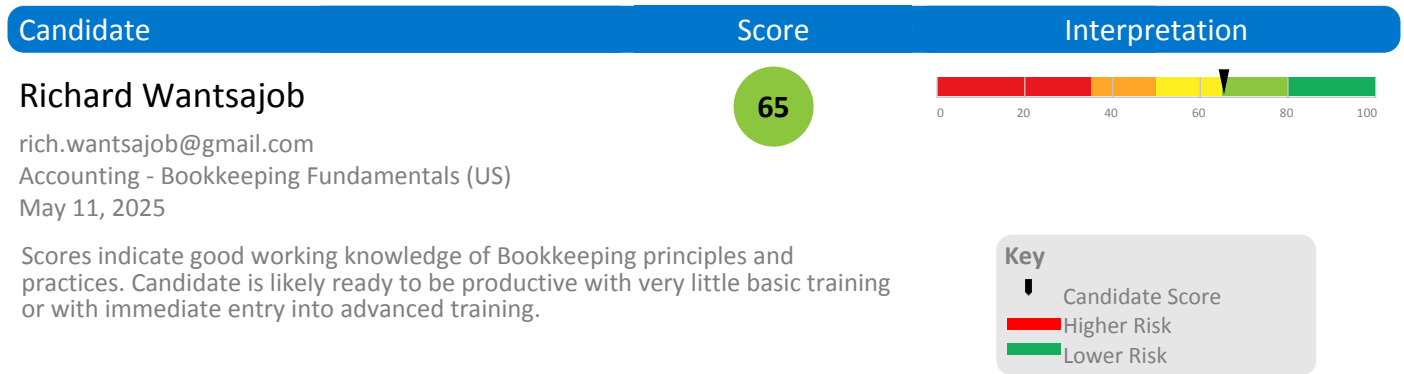 Candidate Score Interpretation
Richard Wantsajob
65
0 20 40 60 80 100
rich.wantsajob@gmail.com
Accounting - Bookkeeping Fundamentals (US)
May 11, 2025
Scores indicate good working knowledge of Bookkeeping principles and
practices. Candidate is likely ready to be productive with very little basic training
or with immediate entry into advanced training.
Key
Candidate Score
Higher Risk
Lower Risk